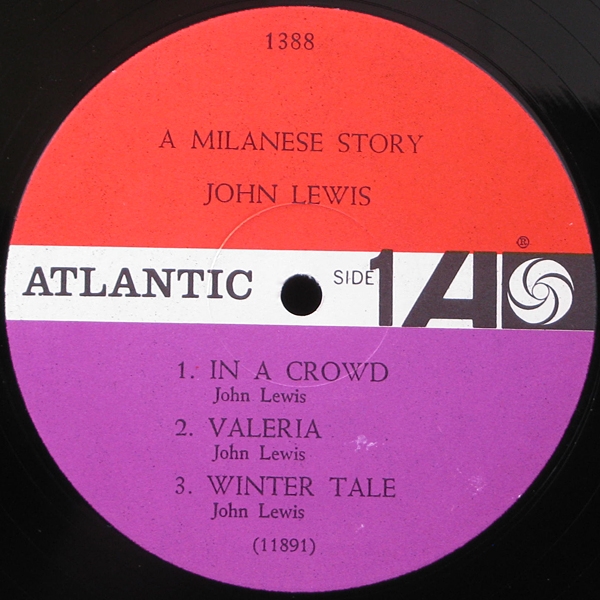 1388
A MILANESE STORY
JOHN LEWIS
®
ATLANTIC SIDE 1 A
1. IN A CROWD
John Lewis
2. VALERIA
John Lewis
3. WINTER TALE
John Lewis
(11891)